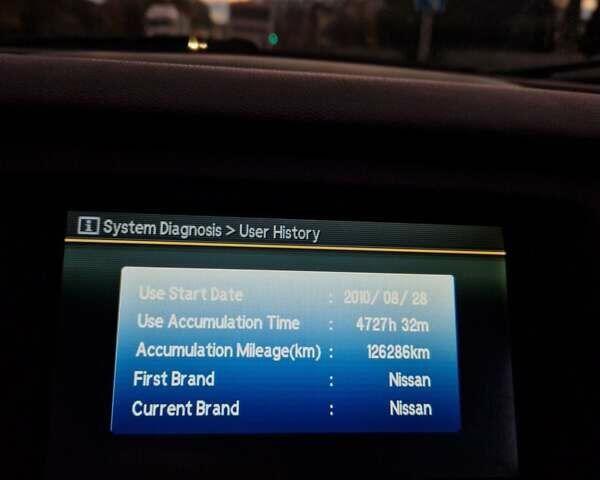 System Diagnosis > User History
Use Start Date : 2010/ 08/ 28
Use Accumulation Time : 4727h 32m
Accumulation Mileage(km) : 126286km
First Brand : Nissan
Current Brand : Nissan